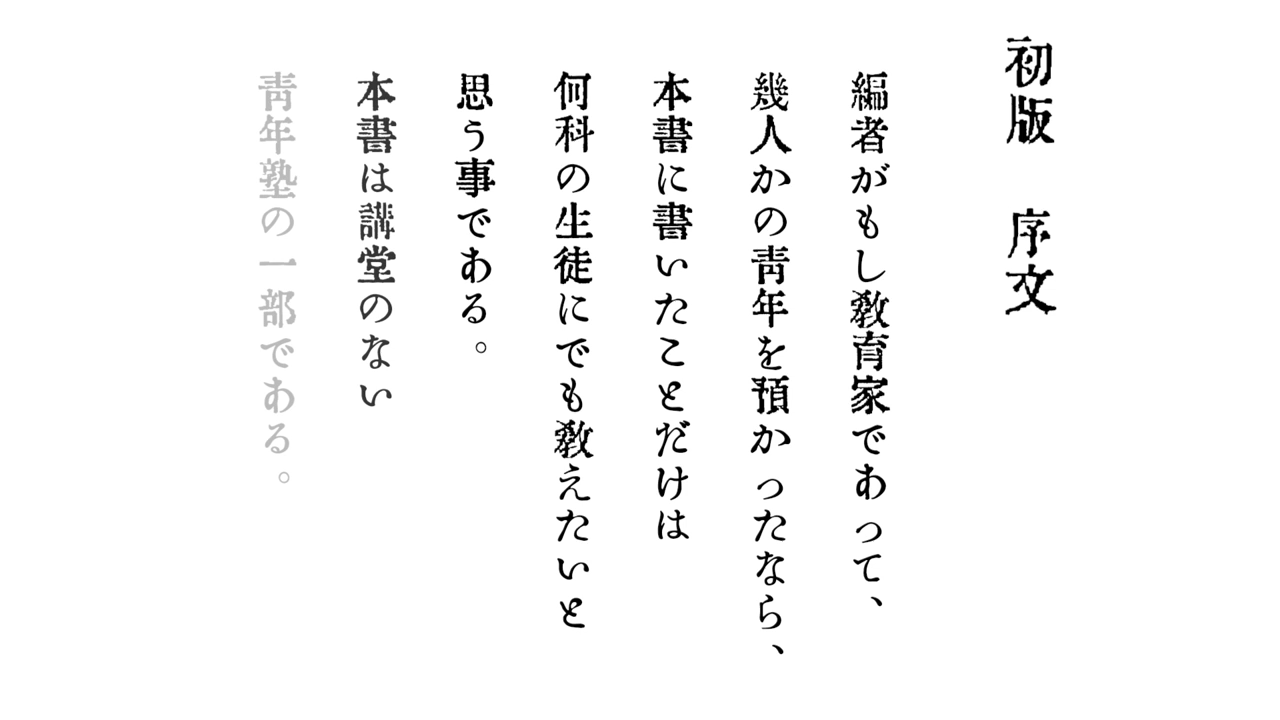 初版　序文
編者がもし教育家であって、
幾人かの青年を預かったなら、
本書に書いたことだけは
何科の生徒にでも教えたいと
思う事である。
本書は講堂のない
青年塾の一部である。